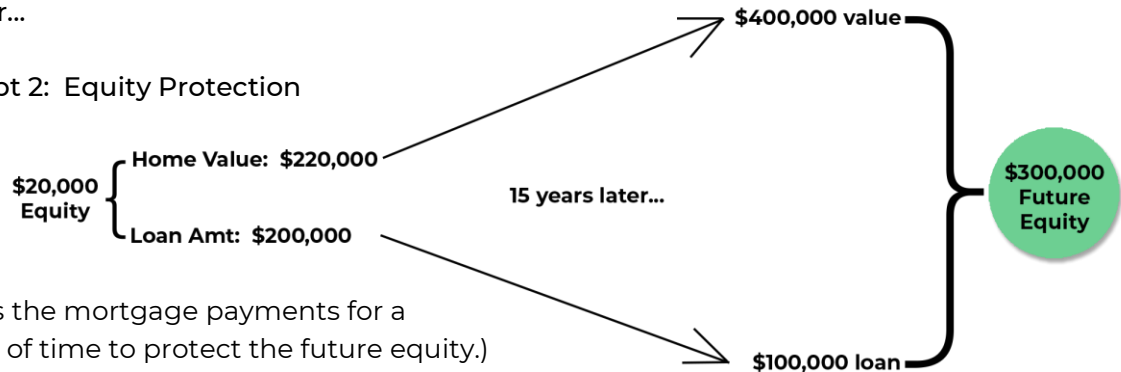 r...
$400,000 value
pt 2: Equity Protection
Home Value: $220,000
$20,000
Equity
Loan Amt: $200,000
15 years later...
$300,000
Future
Equity
s the mortgage payments for a
of time to protect the future equity.)
$100,000 loan